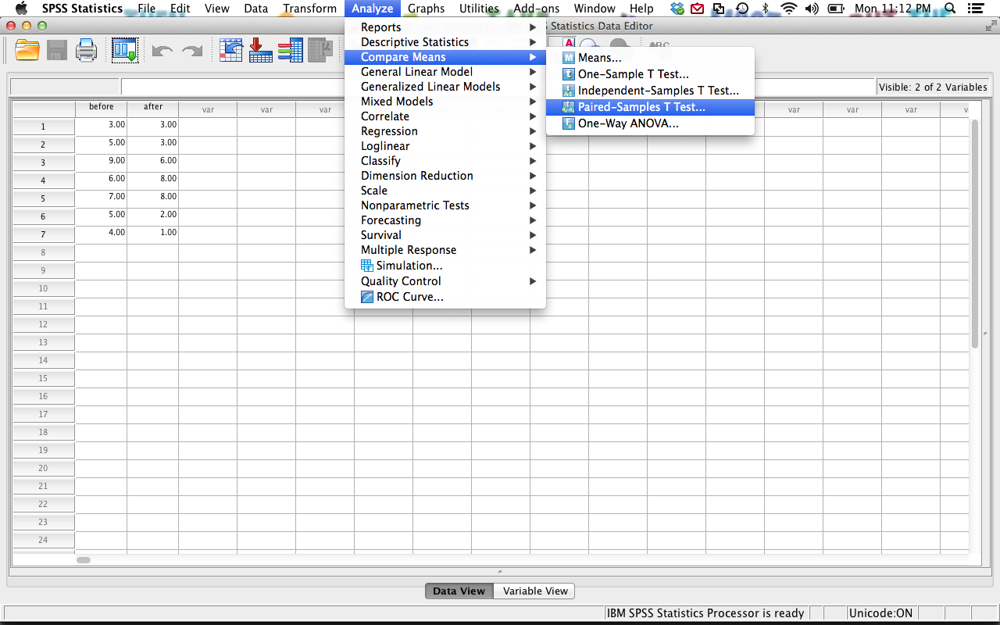 SPSS Statistics File Edit View Data Transform Analyze Graphs Utilities Add-ons Window Help Mon 11:12 PM
Statistics Data Editor
Reports
Descriptive Statistics
Compare Means
General Linear Model
Generalized Linear Models
Mixed Models
Correlate
Regression
Loglinear
Classify
Dimension Reduction
Scale
Nonparametric Tests
Forecasting
Survival
Multiple Response
Simulation...
Quality Control
ROC Curve...
Means...
One-Sample T Test...
Independent-Samples T Test...
Paired-Samples T Test...
One-Way ANOVA...
Visible: 2 of 2 Variables
before after var var var var var var var
1 3.00 3.00
2 5.00 3.00
3 9.00 6.00
4 6.00 8.00
5 7.00 8.00
6 5.00 2.00
7 4.00 1.00
8
9
10
11
12
13
14
15
16
17
18
19
20
21
22
23
24
Data View Variable View
IBM SPSS Statistics Processor is ready Unicode:ON